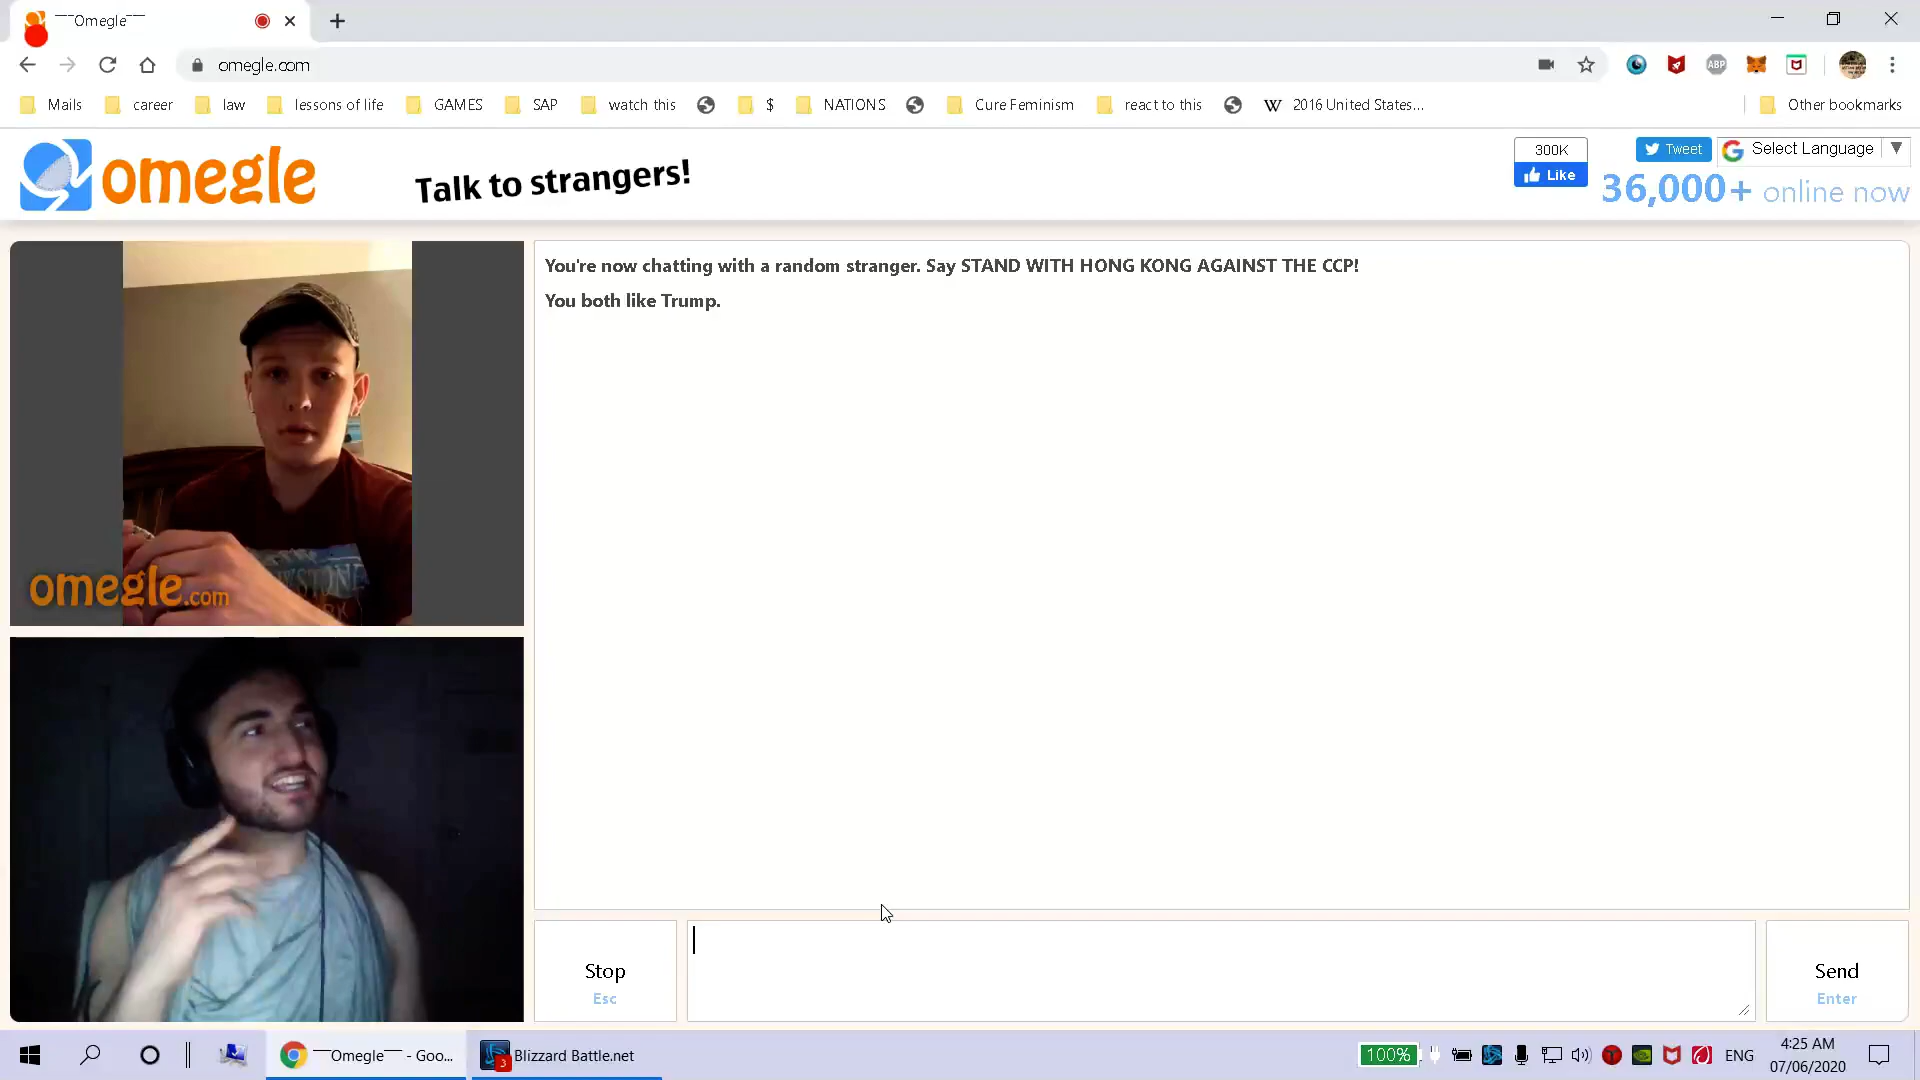 Omegle
omegle.com
Mails career law lessons of life GAMES SAP watch this $ NATIONS Cure Feminism react to this W 2016 United States... Other bookmarks
ABP
omegle Talk to strangers!
300K
Like
Tweet
G Select Language ▼
36,000+ online now
You're now chatting with a random stranger. Say STAND WITH HONG KONG AGAINST THE CCP!
You both like Trump.
omegle.com
Stop
Esc
Send
Enter
Omegle - Goo...
Blizzard Battle.net
100%
ENG
4:25 AM
07/06/2020